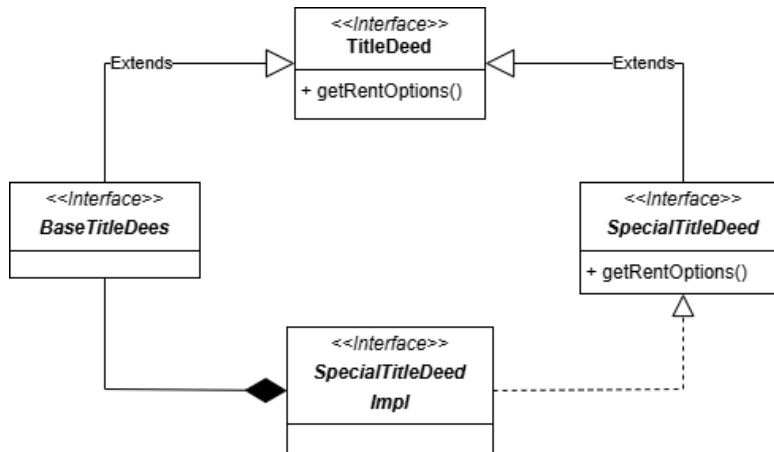 <<Interface>>
TitleDeed
+ getRentOptions()
Extends
Extends
<<Interface>>
BaseTitleDees
<<Interface>>
SpecialTitleDeed
+ getRentOptions()
<<Interface>>
SpecialTitleDeed
Impl